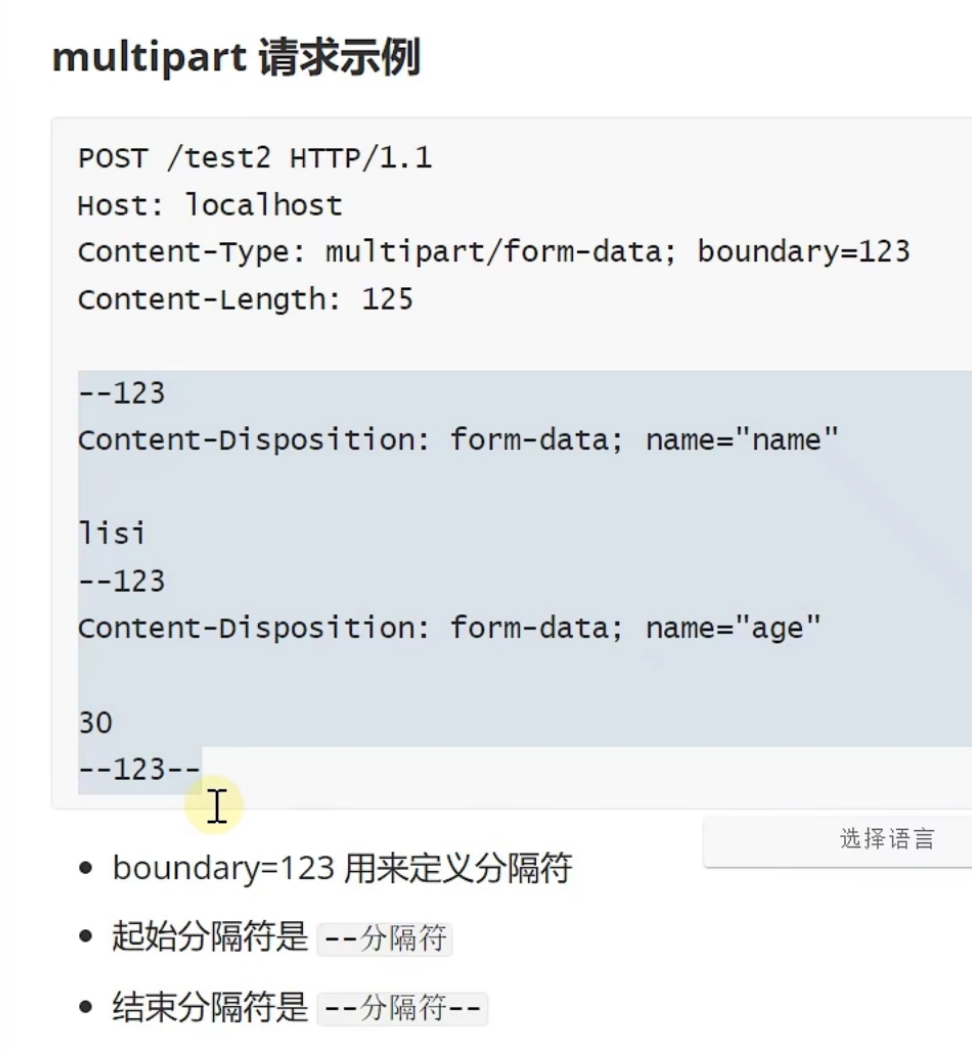 multipart 请求示例
POST /test2 HTTP/1.1
Host: localhost
Content-Type: multipart/form-data; boundary=123
Content-Length: 125
--123
Content-Disposition: form-data; name="name"
lisi
--123
Content-Disposition: form-data; name="age"
30
--123--
选择语言
• boundary=123 用来定义分隔符
• 起始分隔符是 --分隔符
• 结束分隔符是 --分隔符--